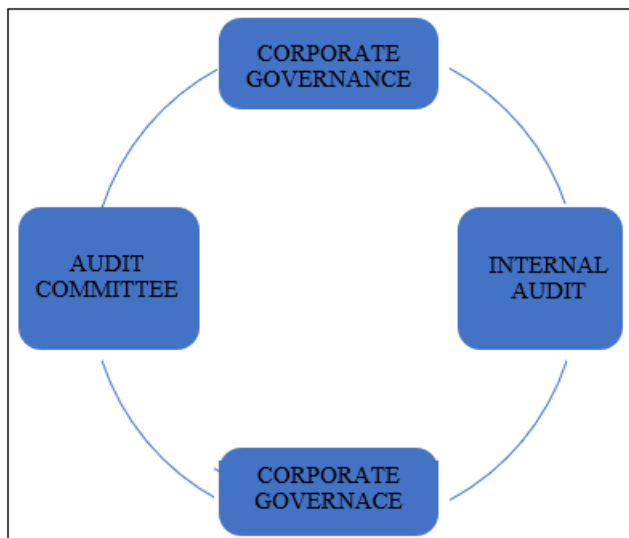 CORPORATE
GOVERNANCE
AUDIT
COMMITTEE
INTERNAL
AUDIT
CORPORATE
GOVERNACE